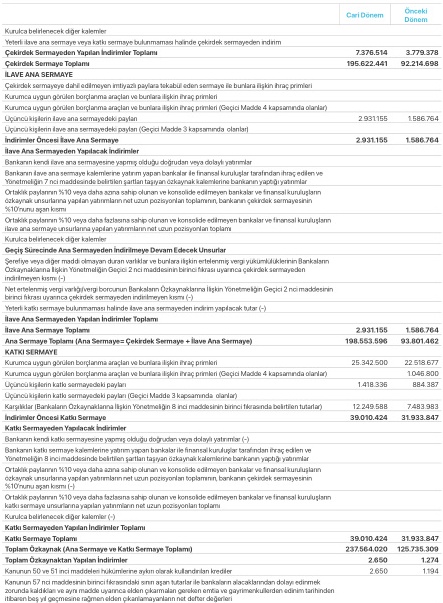 Cari Dönem
Önceki
Dönem
Kurulca belirlenecek diğer kalemler
Yeterli ilave ana sermaye veya katkı sermaye bulunmaması halinde çekirdek sermayeden indirim
Çekirdek Sermayeden Yapılan İndirimler Toplamı 7.376.514 3.779.378
Çekirdek Sermaye Toplamı 195.622.441 92.214.698
İLAVE ANA SERMAYE
Çekirdek sermayeye dahil edilmeyen imtiyazlı paylara tekabül eden sermaye ile bunlara ilişkin ihraç primleri
Kurumca uygun görülen borçlanma araçları ve bunlara ilişkin ihraç primleri
Kurumca uygun görülen borçlanma araçları ve bunlara ilişkin ihraç primleri (Geçici Madde 4 kapsamında olanlar)
Üçüncü kişilerin ilave ana sermayedeki payları 2.931.155 1.586.764
Üçüncü kişilerin ilave ana sermayedeki payları (Geçici Madde 3 kapsamında olanlar)
İndirimler Öncesi İlave Ana Sermaye 2.931.155 1.586.764
İlave Ana Sermayeden Yapılacak İndirimler
Bankanın kendi ilave ana sermayesine yapmış olduğu doğrudan veya dolaylı yatırımlar
Bankanın ilave ana sermaye kalemlerine yatırım yapan bankalar ile finansal kuruluşlar tarafından ihraç edilen ve
Yönetmeliğin 7 nci maddesinde belirtilen şartları taşıyan özkaynak kalemlerine bankanın yaptığı yatırımlar
Ortaklık paylarının %10 veya daha azına sahip olunan ve konsolide edilmeyen bankalar ve finansal kuruluşların
özkaynak unsurlarına yapılan yatırımların net uzun pozisyonları toplamının, bankanın çekirdek sermayesinin
%10'nunu aşan kısmı
Ortaklık paylarının %10 veya daha fazlasına sahip olunan ve konsolide edilmeyen bankalar ve finansal kuruluşların
ilave ana sermaye unsurlarına yapılan yatırımların net uzun pozisyonları toplamı
Kurulca belirlenecek diğer kalemler
Geçiş Sürecinde Ana Sermayeden İndirilmeye Devam Edecek Unsurlar
Şerefiye veya diğer maddi olmayan duran varlıklar ve bunlara ilişkin ertelenmiş vergi yükümlülüklerinin Bankaların
Özkaynaklarına İlişkin Yönetmeliğin Geçici 2 nci maddesinin birinci fıkrası uyarınca çekirdek sermayeden
indirilmeyen kısmı (-)
Net ertelenmiş vergi varlığı/vergi borcunun Bankaların Özkaynaklarına İlişkin Yönetmeliğin Geçici 2 nci maddesinin
birinci fıkrası uyarınca çekirdek sermayeden indirilmeyen kısmı (-)
Yeterli katkı sermaye bulunmaması halinde ilave ana sermayeden indirim yapılacak tutar (-)
İlave Ana Sermayeden Yapılan İndirimler Toplamı
İlave Ana Sermaye Toplamı 2.931.155 1.586.764
Ana Sermaye Toplamı (Ana Sermaye= Çekirdek Sermaye + İlave Ana Sermaye) 198.553.596 93.801.462
KATKI SERMAYE
Kurumca uygun görülen borçlanma araçları ve bunlara ilişkin ihraç primleri 25.342.500 22.518.677
Kurumca uygun görülen borçlanma araçları ve bunlara ilişkin ihraç primleri (Geçici Madde 4 kapsamında olanlar) 1.046.800
Üçüncü kişilerin katkı sermayedeki payları 1.418.336 884.387
Üçüncü kişilerin katkı sermayedeki payları (Geçici Madde 3 kapsamında olanlar)
Karşılıklar (Bankaların Özkaynaklarına İlişkin Yönetmeliğin 8 inci maddesinin birinci fıkrasında belirtilen tutarlar) 12.249.588 7.483.983
İndirimler Öncesi Katkı Sermaye 39.010.424 31.933.847
Katkı Sermayeden Yapılacak İndirimler
Bankanın kendi katkı sermayesine yapmış olduğu doğrudan veya dolaylı yatırımlar (-)
Bankanın katkı sermaye kalemlerine yatırım yapan bankalar ile finansal kuruluşlar tarafından ihraç edilen ve
Yönetmeliğin 8 inci maddesinde belirtilen şartları taşıyan özkaynak kalemlerine bankanın yaptığı yatırımlar
Ortaklık paylarının %10 veya daha azına sahip olunan ve konsolide edilmeyen bankalar ve finansal kuruluşların
özkaynak unsurlarına yapılan yatırımların net uzun pozisyonları toplamının, bankanın çekirdek sermayesinin
%10'nunu aşan kısmı (-)
Ortaklık paylarının %10 veya daha fazlasına sahip olunan ve konsolide edilmeyen bankalar ve finansal kuruluşların
katkı sermaye unsurlarına yapılan yatırımların net uzun pozisyonları toplamı
Kurulca belirlenecek diğer kalemler (-)
Katkı Sermayeden Yapılan İndirimler Toplamı
Katkı Sermaye Toplamı 39.010.424 31.933.847
Toplam Özkaynak (Ana Sermaye ve Katkı Sermaye Toplamı) 237.564.020 125.735.309
Toplam Özkaynaktan Yapılan İndirimler 2.650 1.274
Kanunun 50 ve 51 inci maddeleri hükümlerine aykırı olarak kullandırılan krediler 2.650 1.194
Kanunun 57 nci maddesinin birinci fıkrasındaki sınırı aşan tutarlar ile bankaların alacaklarından dolayı edinmek
zorunda kaldıkları ve aynı madde uyarınca elden çıkarmaları gereken emtia ve gayrimenkullerden edinim tarihinden
itibaren beş yıl geçmesine rağmen elden çıkarılamayanların net defter değerleri